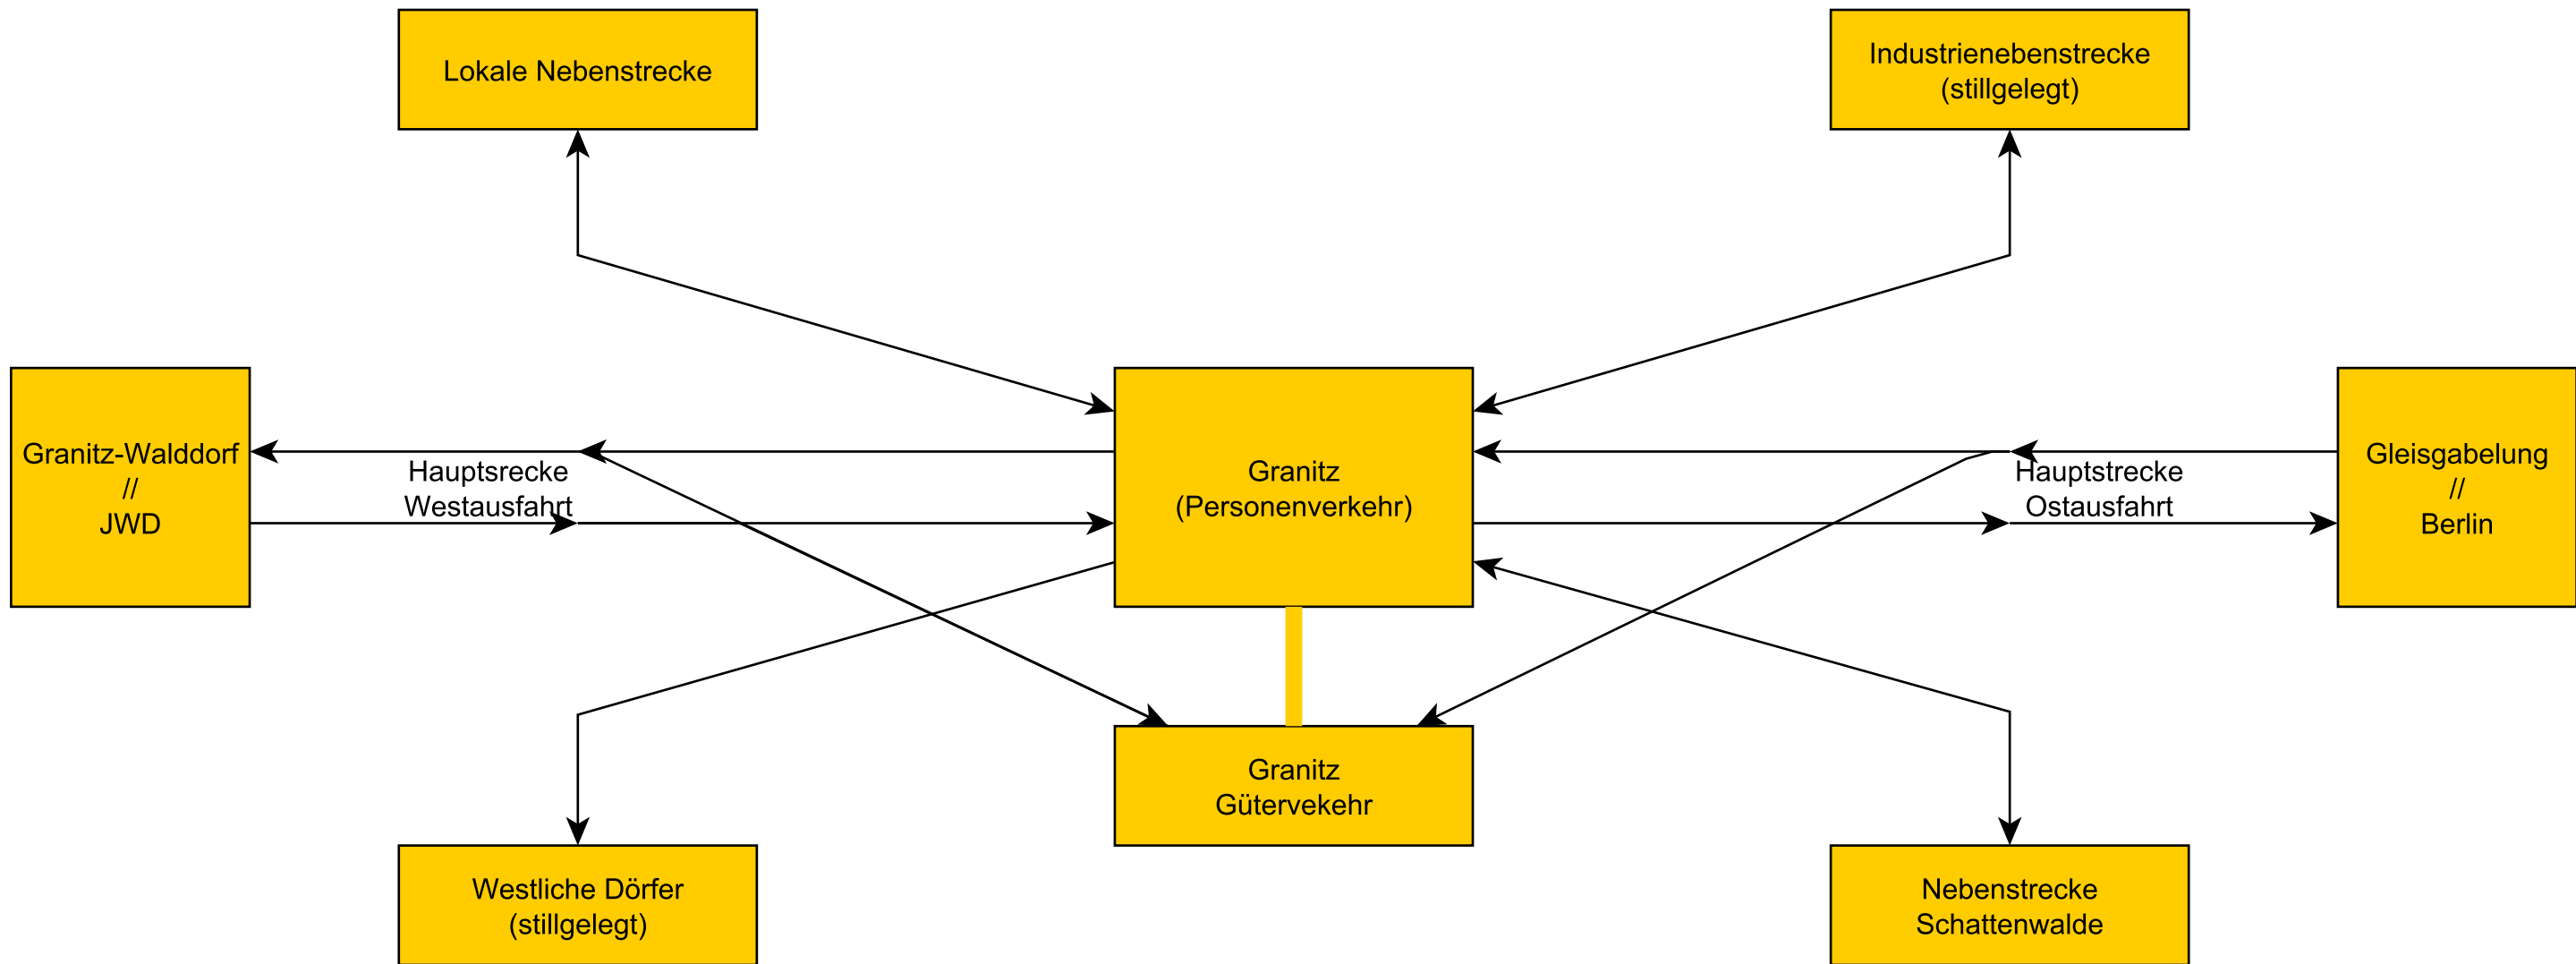 Lokale Nebenstrecke
Industrienebenstrecke
(stillgelegt)
Granitz-Walddorf
//
JWD
Hauptsrecke
Westausfahrt
Granitz
(Personenverkehr)
Hauptstrecke
Ostausfahrt
Gleisgabelung
//
Berlin
Granitz
Gütervekehr
Westliche Dörfer
(stillgelegt)
Nebenstrecke
Schattenwalde